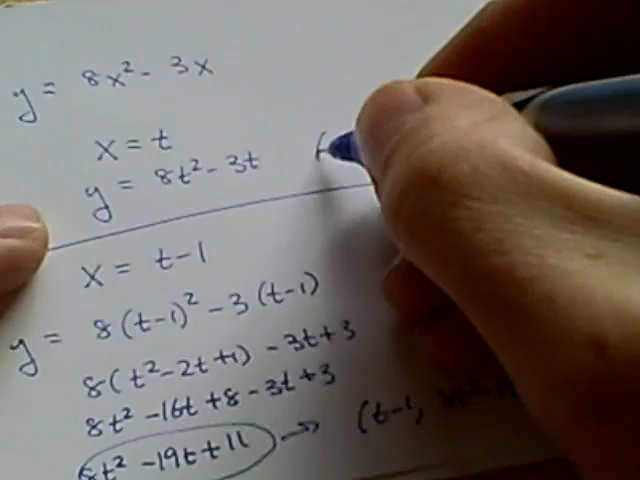 y = 8x² - 3x
x = t
y = 8t² - 3t (
x = t-1
y = 8(t-1)² - 3(t-1)
8(t²-2t+1) - 3t+3
8t² -16t+8-3t+3
8t² -19t+11 → (t-1,